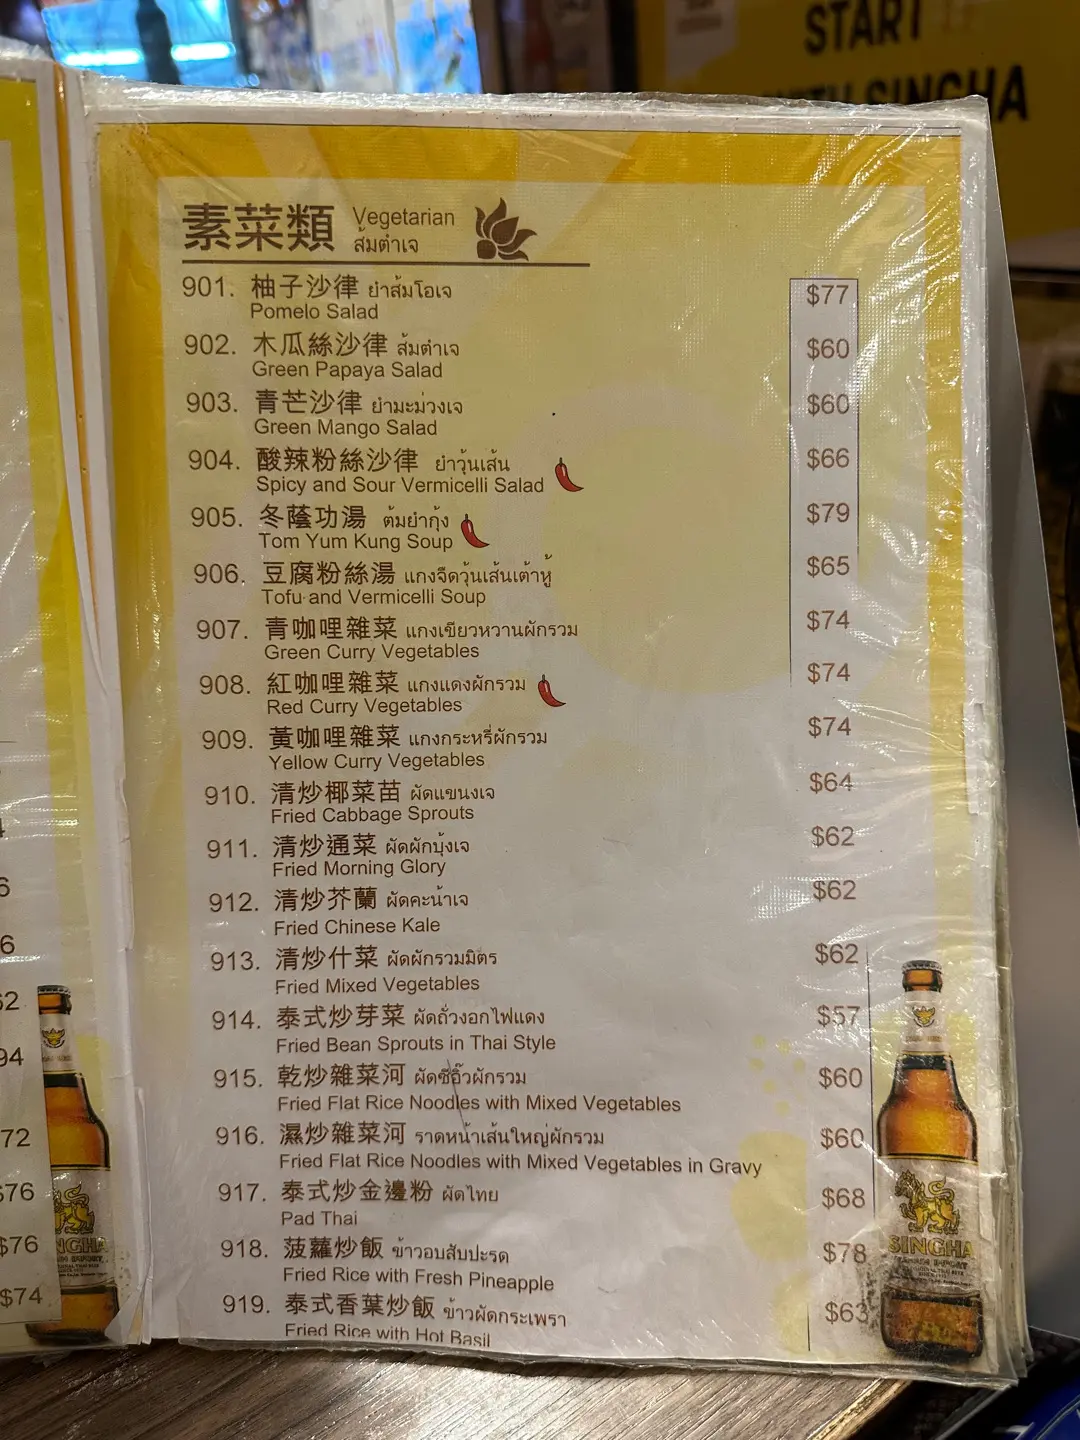 START
WITH SINGHA
素菜類 Vegetarian
ส้มตำเจ
901. 柚子沙律 ยำส้มโอเจ $77
Pomelo Salad
902. 木瓜絲沙律 ส้มตำเจ $60
Green Papaya Salad
903. 青芒沙律 ยำมะม่วงเจ $60
Green Mango Salad
904. 酸辣粉絲沙律 ยำวุ้นเส้น $66
Spicy and Sour Vermicelli Salad
905. 冬蔭功湯 ต้มยำกุ้ง $79
Tom Yum Kung Soup
906. 豆腐粉絲湯 แกงจืดวุ้นเส้นเต้าหู้ $65
Tofu and Vermicelli Soup
907. 青咖哩雜菜 แกงเขียวหวานผักรวม $74
Green Curry Vegetables
908. 紅咖哩雜菜 แกงแดงผักรวม $74
Red Curry Vegetables
909. 黃咖哩雜菜 แกงกระหรี่ผักรวม $74
Yellow Curry Vegetables
910. 清炒椰菜苗 ผัดแขนงเจ $64
Fried Cabbage Sprouts
911. 清炒通菜 ผัดผักบุ้งเจ $62
Fried Morning Glory
912. 清炒芥蘭 ผัดคะน้าเจ $62
Fried Chinese Kale
913. 清炒什菜 ผัดผักรวมมิตร $62
Fried Mixed Vegetables
914. 泰式炒芽菜 ผัดถั่วงอกไฟแดง $57
Fried Bean Sprouts in Thai Style
915. 乾炒雜菜河 ผัดซีอิ๊วผักรวม $60
Fried Flat Rice Noodles with Mixed Vegetables
916. 濕炒雜菜河 ราดหน้าเส้นใหญ่ผักรวม $60
Fried Flat Rice Noodles with Mixed Vegetables in Gravy
917. 泰式炒金邊粉 ผัดไทย $68
Pad Thai
918. 菠蘿炒飯 ข้าวอบสับปะรด $78
Fried Rice with Fresh Pineapple
919. 泰式香葉炒飯 ข้าวผัดกระเพรา $63
Fried Rice with Hot Basil
SINGHA
72
$76
$76
$74